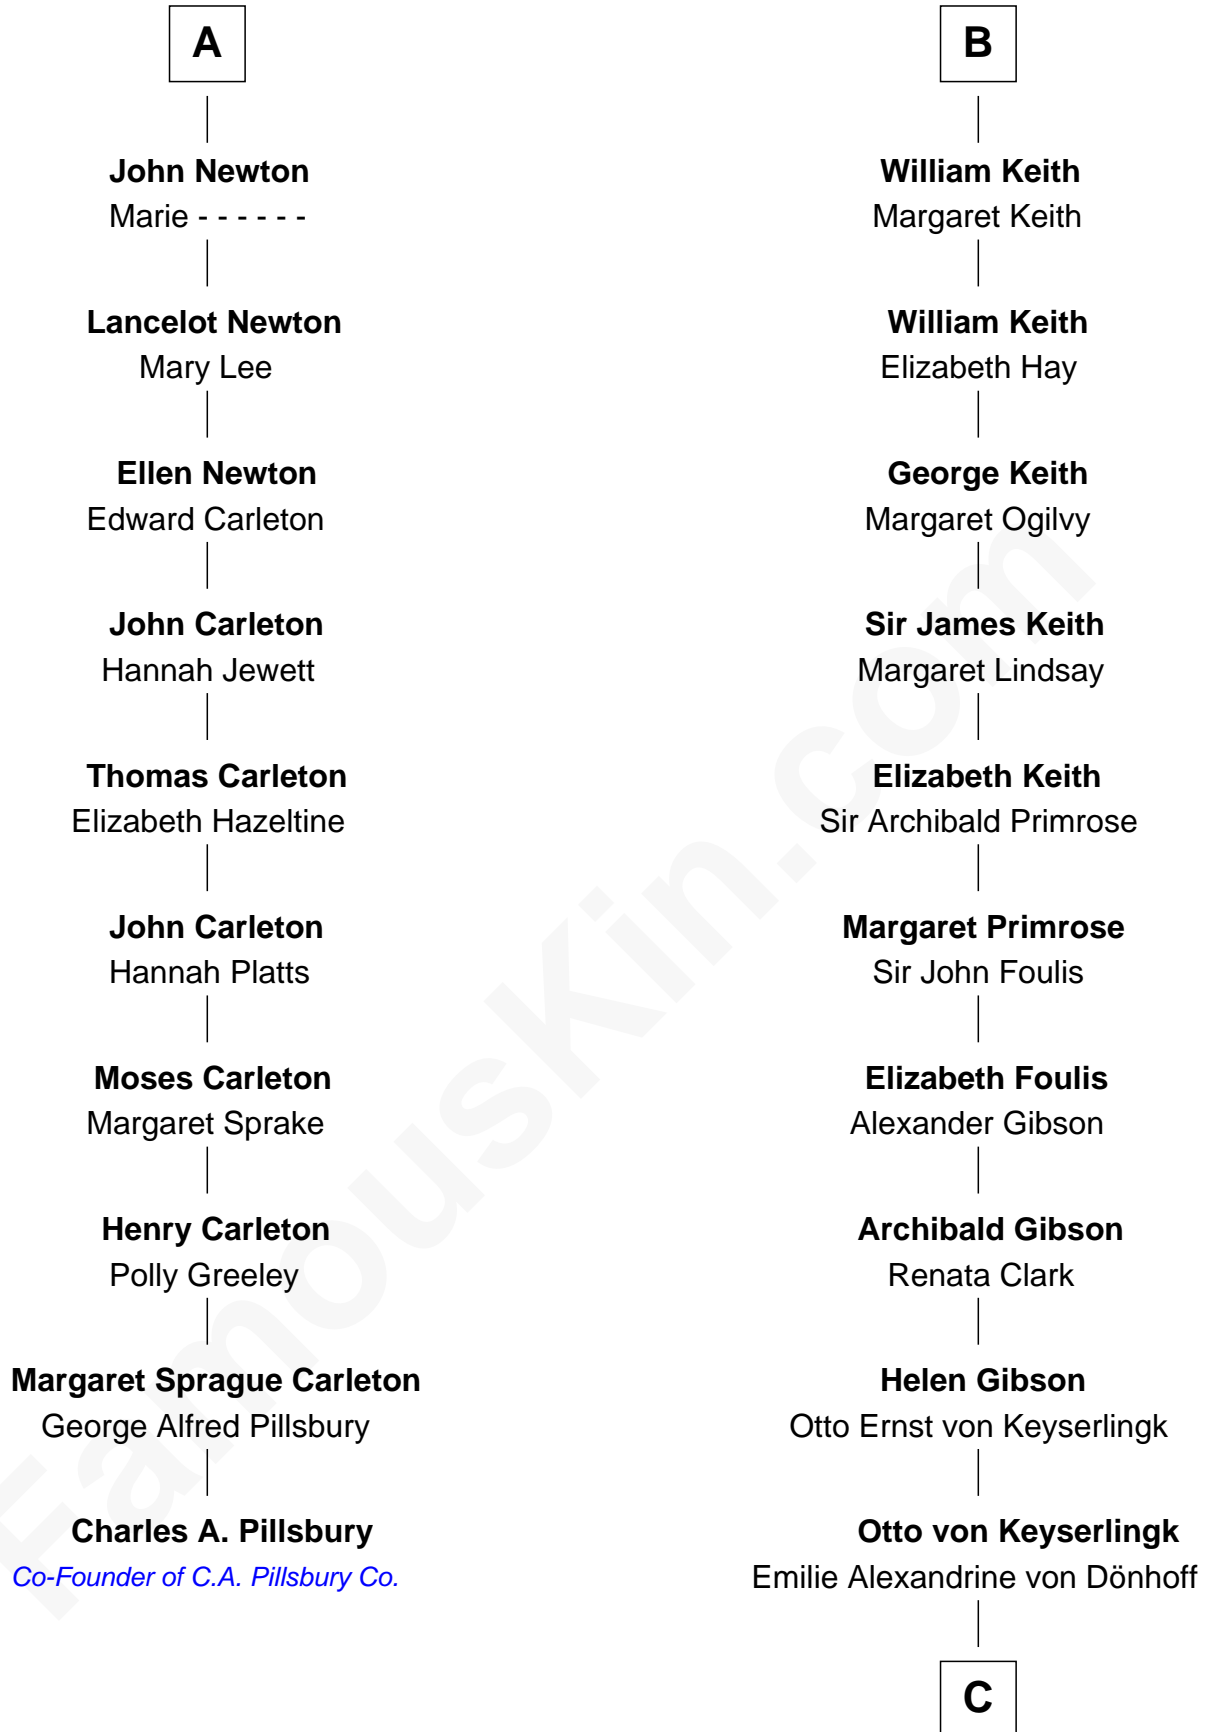 A
John Newton
Marie - - - - - -
Lancelot Newton
Mary Lee
Ellen Newton
Edward Carleton
John Carleton
Hannah Jewett
Thomas Carleton
Elizabeth Hazeltine
John Carleton
Hannah Platts
Moses Carleton
Margaret Sprake
Henry Carleton
Polly Greeley
Margaret Sprague Carleton
George Alfred Pillsbury
Charles A. Pillsbury
Co-Founder of C.A. Pillsbury Co.
B
William Keith
Margaret Keith
William Keith
Elizabeth Hay
George Keith
Margaret Ogilvy
Sir James Keith
Margaret Lindsay
Elizabeth Keith
Sir Archibald Primrose
Margaret Primrose
Sir John Foulis
Elizabeth Foulis
Alexander Gibson
Archibald Gibson
Renata Clark
Helen Gibson
Otto Ernst von Keyserlingk
Otto von Keyserlingk
Emilie Alexandrine von Dönhoff
C
FamousKin.com